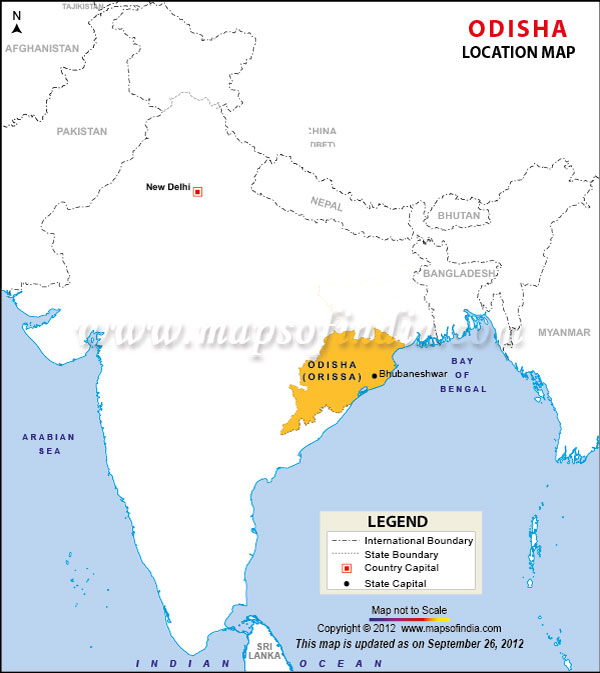 N
TAJIKISTAN
AFGHANISTAN
ODISHA
LOCATION MAP
PAKISTAN
CHINA
New Delhi
NEPAL
BHUTAN
BANGLADESH
www.mapsofindia.com
MYANMAR
ODISHA
(ORISSA)
Bhubaneshwar
BAY
OF
BENGAL
ARABIAN
SEA
LEGEND
International Boundary
State Boundary
Country Capital
State Capital
Map not to Scale
Copyright © 2012 www.mapsofindia.com
This map is updated as on September 26, 2012
SRI
LANKA
INDIAN OCEAN